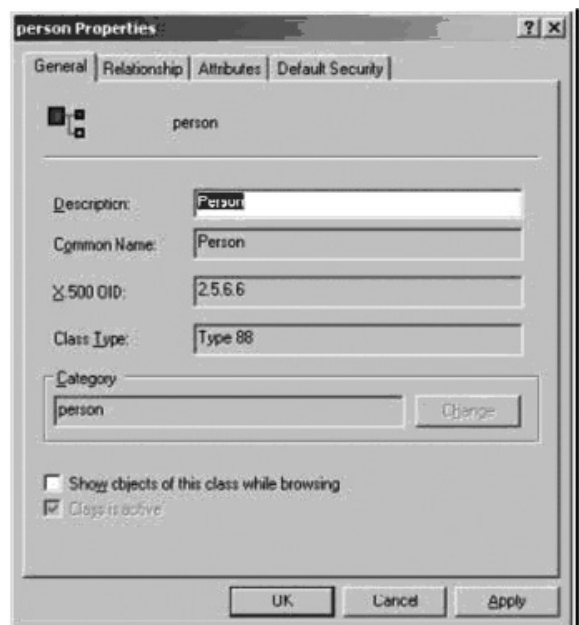 person Properties
General Relationship Attributes Default Security
person
Description: Person
Common Name: Person
X.500 OID: 2.5.6.6
Class Type: Type 88
Category
person Change
Show objects of this class while browsing
Class is active
OK Cancel Apply